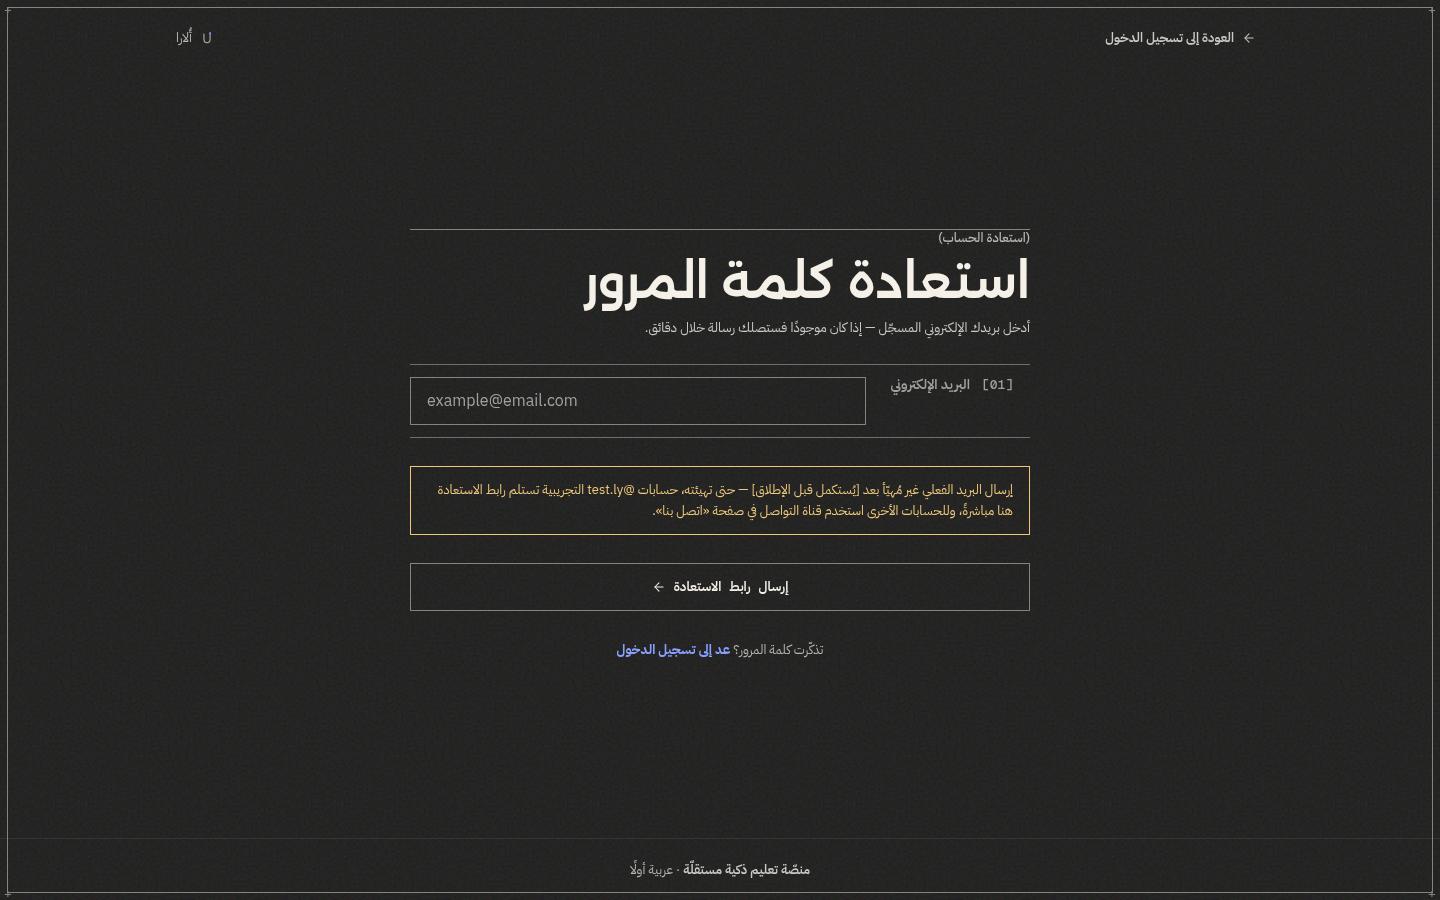 ← العودة إلى تسجيل الدخول
U ألارا
(استعادة الحساب)
استعادة كلمة المرور
أدخل بريدك الإلكتروني المسجّل — إذا كان موجودًا فستصلك رسالة خلال دقائق.
[01] البريد الإلكتروني
example@email.com
إرسال البريد الفعلي غير مُهيّأ بعد [يُستكمل قبل الإطلاق] — حتى تهيئته، حسابات @test.ly التجريبية تستلم رابط الاستعادة
هنا مباشرةً، وللحسابات الأخرى استخدم قناة التواصل في صفحة «اتصل بنا».
إرسال رابط الاستعادة ←
تذكّرت كلمة المرور؟ عد إلى تسجيل الدخول
منصّة تعليم ذكية مستقلّة · عربية أولًا